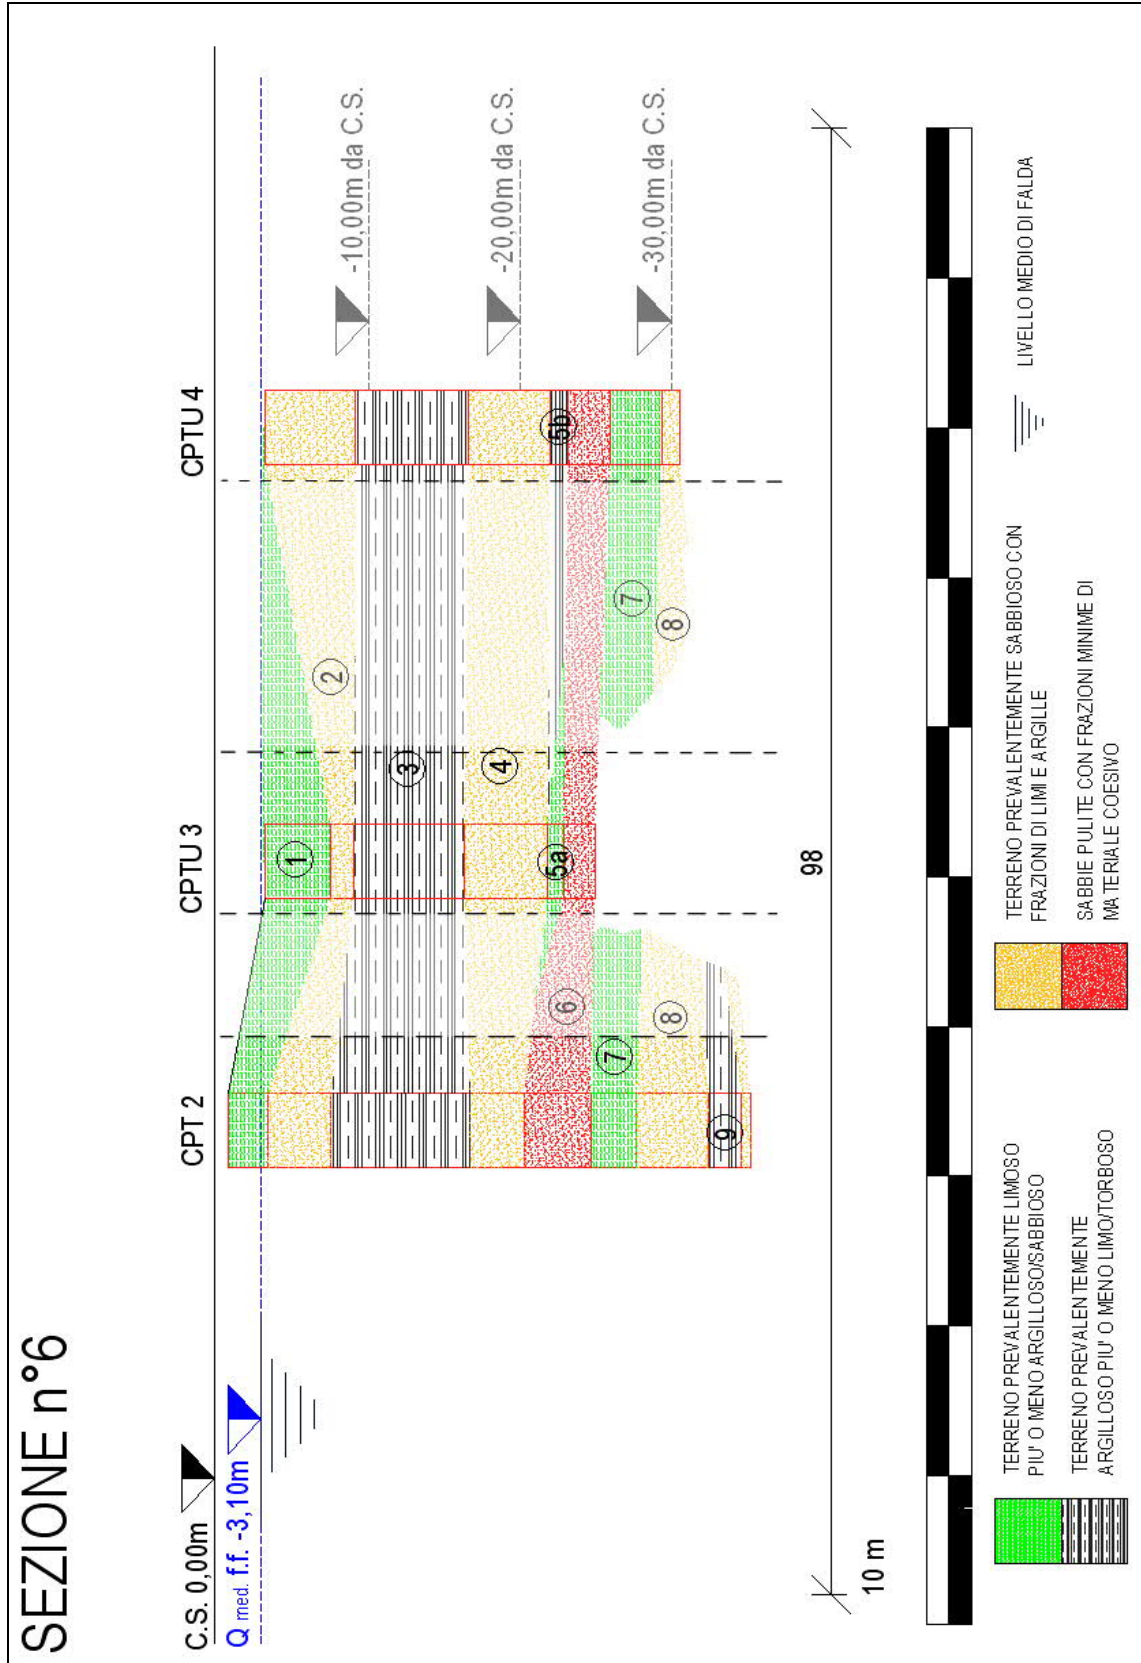 SEZIONE n°6
C.S. 0,00m
Q med. f.f. -3,10m
CPT 2
CPTU 3
CPTU 4
-10,00m da C.S.
-20,00m da C.S.
-30,00m da C.S.
1
2
3
4
5a
5b
6
7
7
8
8
9
98
10 m
TERRENO PREVALENTEMENTE LIMOSO
PIU' O MENO ARGILLOSO/SABBIOSO
TERRENO PREVALENTEMENTE
ARGILLOSO PIU' O MENO LIMO/TORBOSO
TERRENO PREVALENTEMENTE SABBIOSO CON
FRAZIONI DI LIMI E ARGILLE
SABBIE PULITE CON FRAZIONI MINIME DI
MATERIALE COESIVO
LIVELLO MEDIO DI FALDA